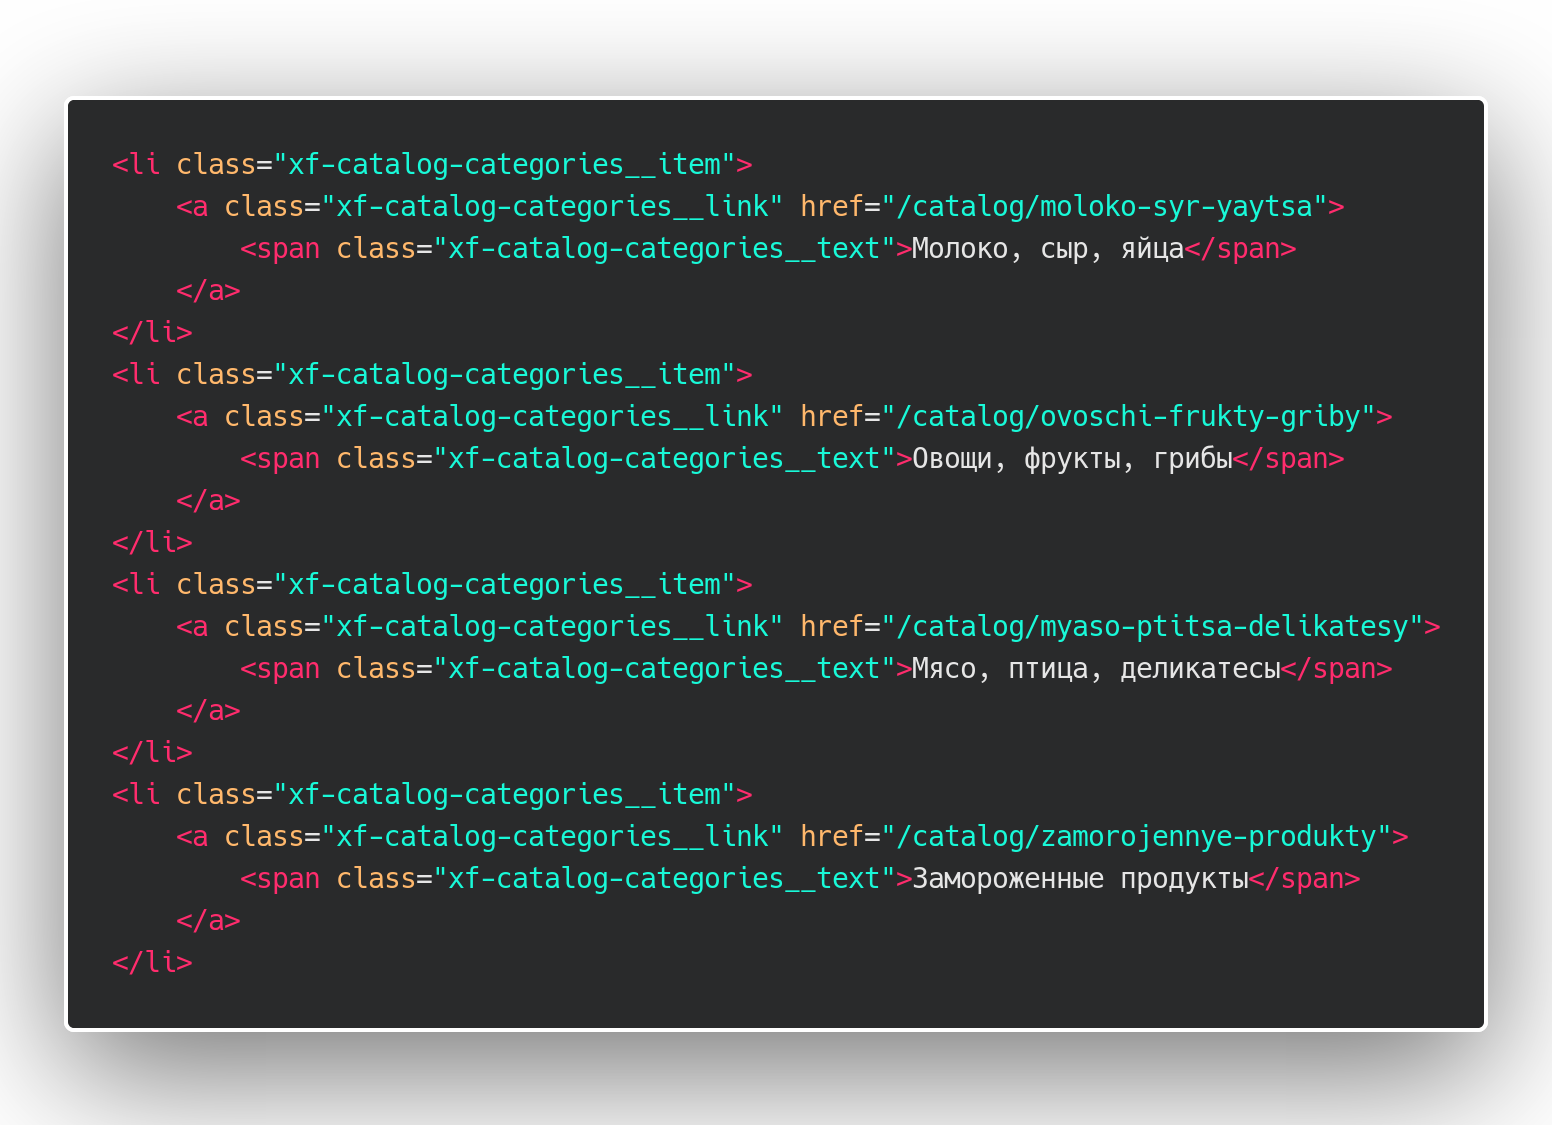 <li class="xf-catalog-categories__item">
    <a class="xf-catalog-categories__link" href="/catalog/moloko-syr-yaytsa">
        <span class="xf-catalog-categories__text">Молоко, сыр, яйца</span>
    </a>
</li>
<li class="xf-catalog-categories__item">
    <a class="xf-catalog-categories__link" href="/catalog/ovoschi-frukty-griby">
        <span class="xf-catalog-categories__text">Овощи, фрукты, грибы</span>
    </a>
</li>
<li class="xf-catalog-categories__item">
    <a class="xf-catalog-categories__link" href="/catalog/myaso-ptitsa-delikatesy">
        <span class="xf-catalog-categories__text">Мясо, птица, деликатесы</span>
    </a>
</li>
<li class="xf-catalog-categories__item">
    <a class="xf-catalog-categories__link" href="/catalog/zamorojennye-produkty">
        <span class="xf-catalog-categories__text">Замороженные продукты</span>
    </a>
</li>